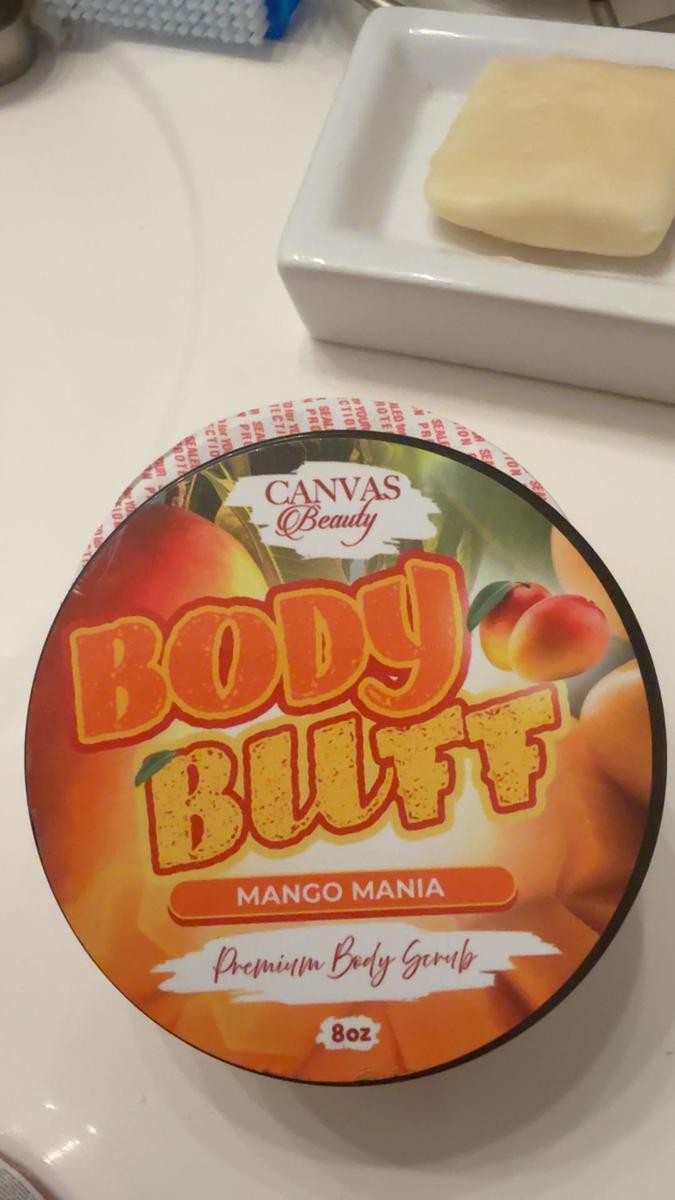 CANVAS
Beauty
BODY
BUFF
MANGO MANIA
Premium Body Scrub
8oz